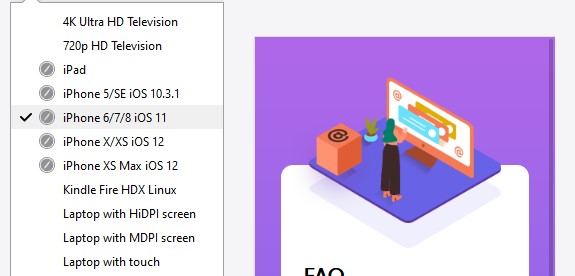 4K Ultra HD Television
720p HD Television
iPad
iPhone 5/SE iOS 10.3.1
iPhone 6/7/8 iOS 11
iPhone X/XS iOS 12
iPhone XS Max iOS 12
Kindle Fire HDX Linux
Laptop with HiDPI screen
Laptop with MDPI screen
Laptop with touch
@
@
@
FAQ